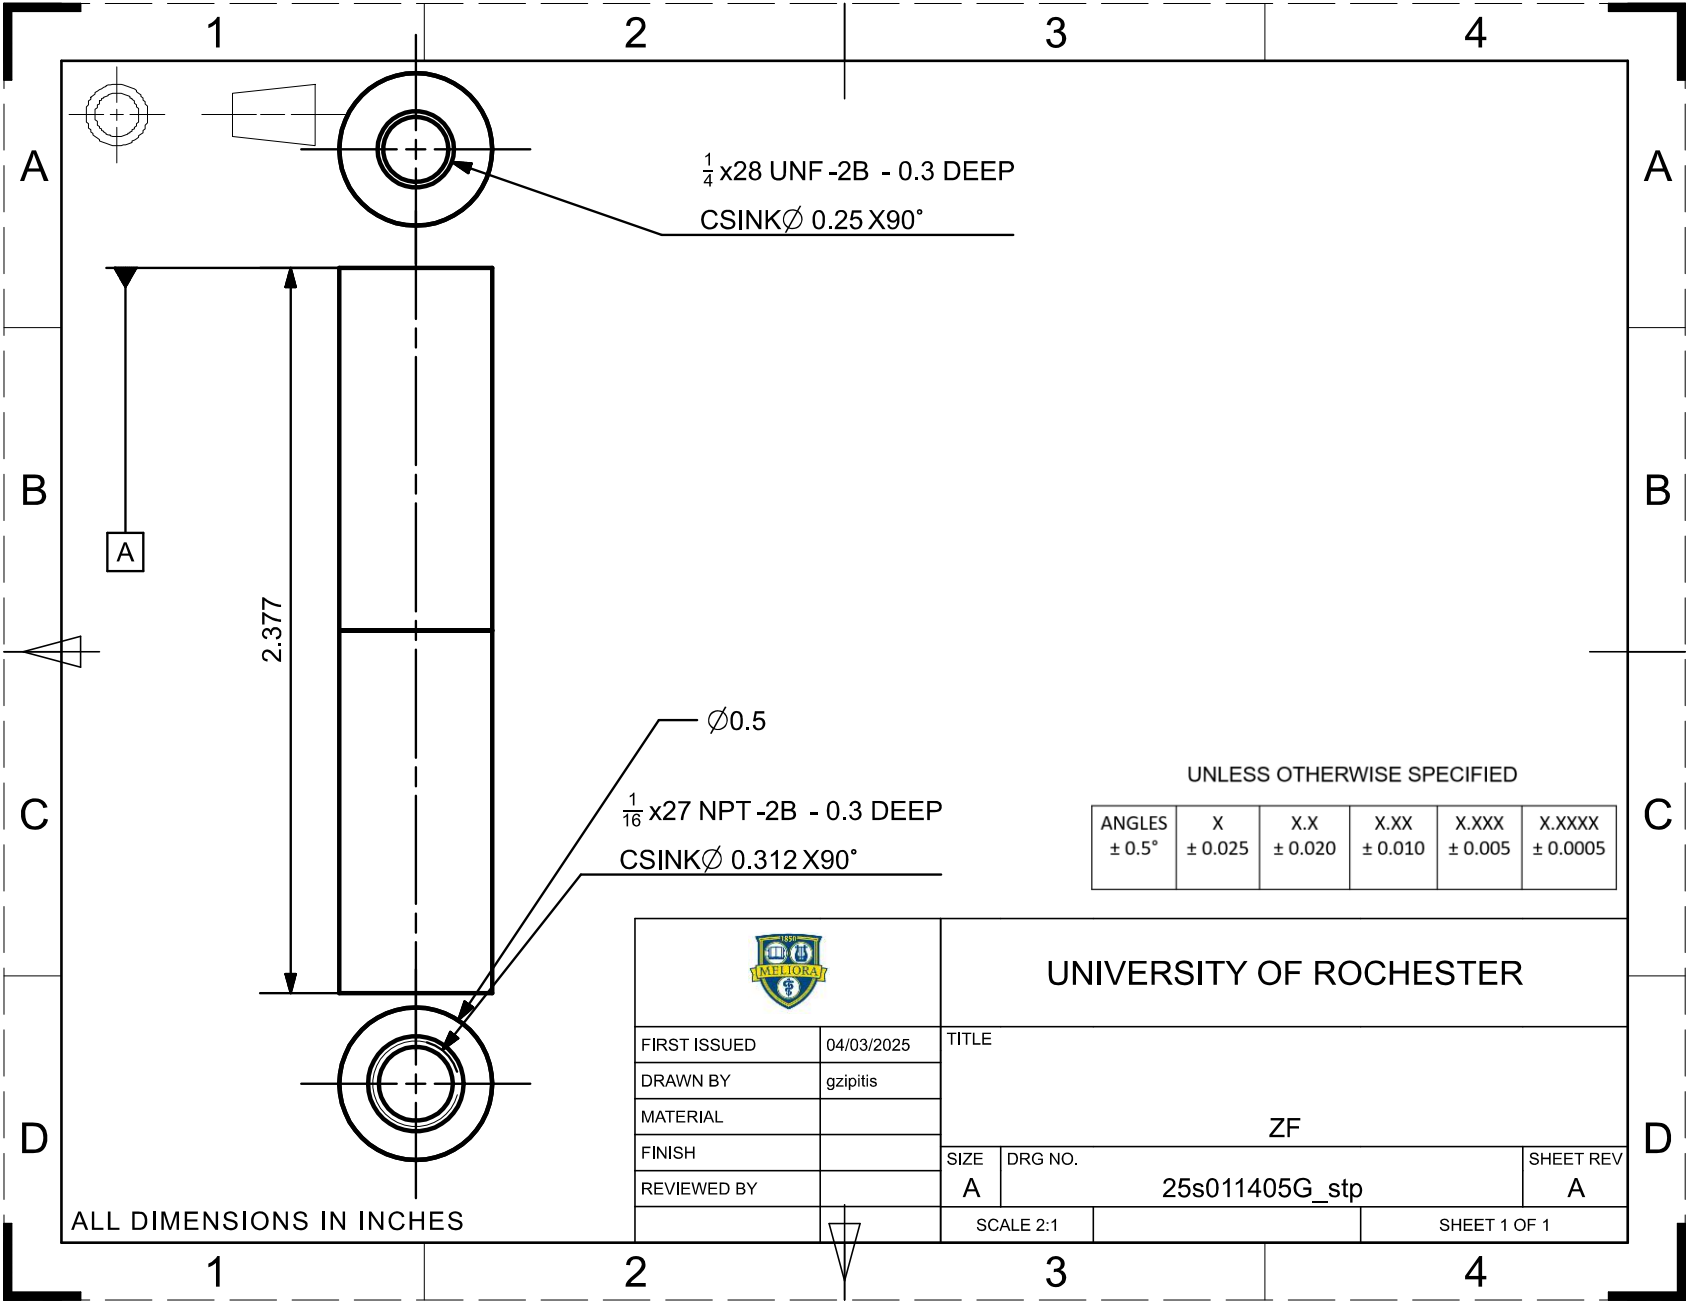 1 2 3 4
A A
1/4 x28 UNF -2B - 0.3 DEEP
CSINK∅ 0.25 X90°
B B
A
2.377
∅0.5
1/16 x27 NPT -2B - 0.3 DEEP
CSINK∅ 0.312 X90°
C C
UNLESS OTHERWISE SPECIFIED
ANGLES X X.X X.XX X.XXX X.XXXX
± 0.5° ± 0.025 ± 0.020 ± 0.010 ± 0.005 ± 0.0005
1850
MELIORA
UNIVERSITY OF ROCHESTER
FIRST ISSUED 04/03/2025
TITLE
DRAWN BY gzipitis
MATERIAL
ZF
D D
FINISH
SIZE DRG NO. SHEET REV
REVIEWED BY
A 25s011405G_stp A
ALL DIMENSIONS IN INCHES
SCALE 2:1 SHEET 1 OF 1
1 2 3 4